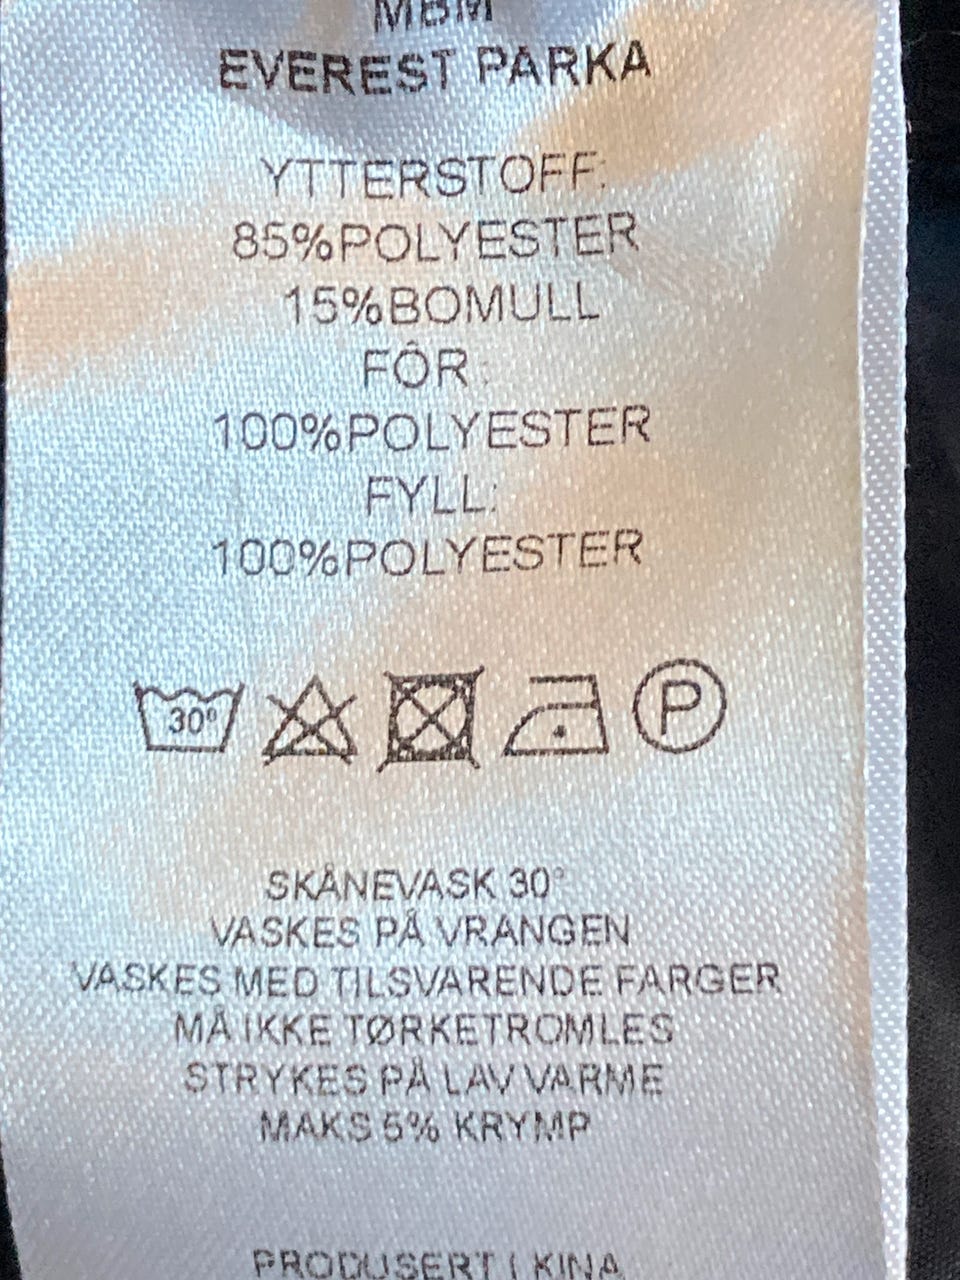 MBM
EVEREST PARKA
YTTERSTOFF:
85%POLYESTER
15%BOMULL
FÔR:
100%POLYESTER
FYLL:
100%POLYESTER
30° P
SKÅNEVASK 30°
VASKES PÅ VRANGEN
VASKES MED TILSVARENDE FARGER
MÅ IKKE TØRKETROMLES
STRYKES PÅ LAV VARME
MAKS 5% KRYMP
PRODUSERT I KINA